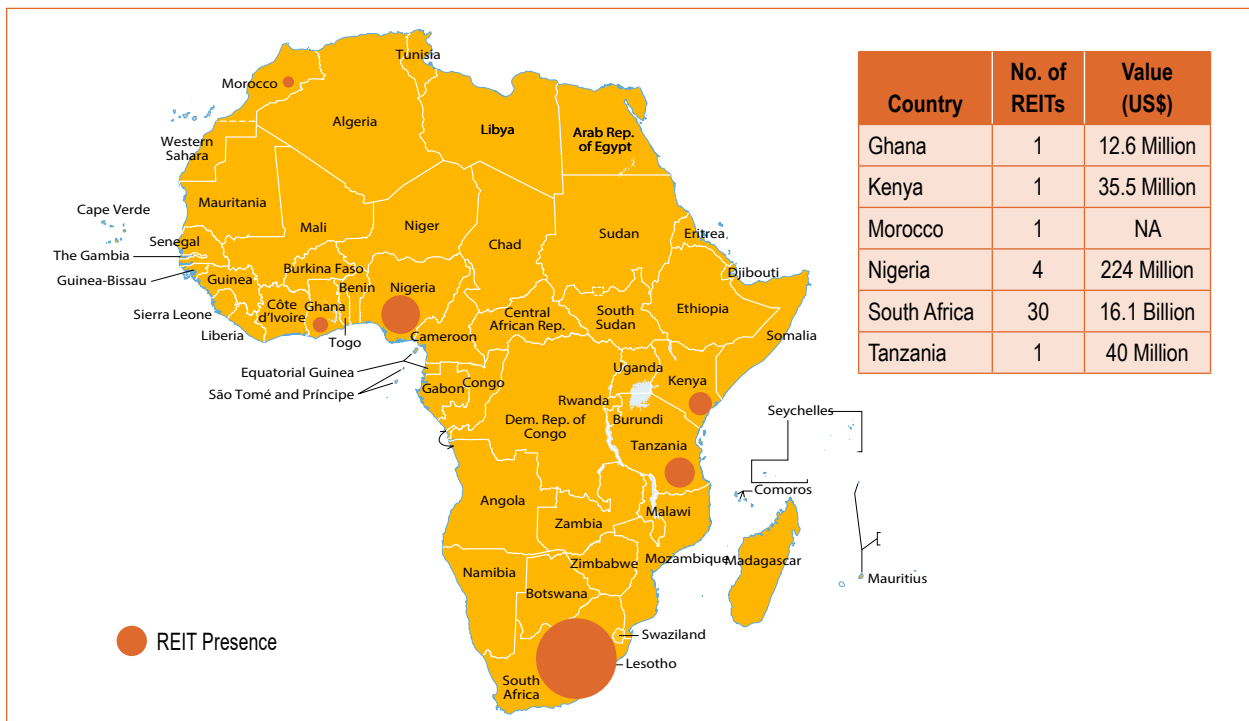 Tunisia
Morocco
Algeria
Libya
Arab Rep.
of Egypt
Western
Sahara
Mauritania
Cape Verde
Mali
Niger
Chad
Sudan
Eritrea
Senegal
The Gambia
Guinea-Bissau
Guinea
Burkina Faso
Benin
Nigeria
Djibouti
Côte
d'Ivoire
Ghana
Sierra Leone
Liberia
Togo
Central
African Rep.
South
Sudan
Ethiopia
Somalia
Cameroon
Equatorial Guinea
São Tomé and Príncipe
Gabon
Congo
Uganda
Kenya
Rwanda
Burundi
Dem. Rep. of
Congo
Tanzania
Seychelles
Comoros
Angola
Zambia
Malawi
Mozambique
Madagascar
Mauritius
Zimbabwe
Namibia
Botswana
Swaziland
Lesotho
South
Africa
REIT Presence
Country No. of REITs Value (US$)
Ghana 1 12.6 Million
Kenya 1 35.5 Million
Morocco 1 NA
Nigeria 4 224 Million
South Africa 30 16.1 Billion
Tanzania 1 40 Million